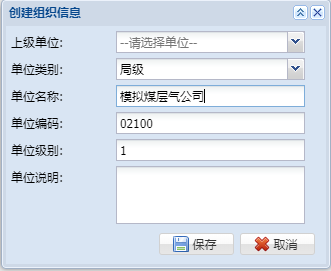 创建组织信息
上级单位: --请选择单位--
单位类别: 局级
单位名称: 模拟煤层气公司
单位编码: 02100
单位级别: 1
单位说明:
保存 取消